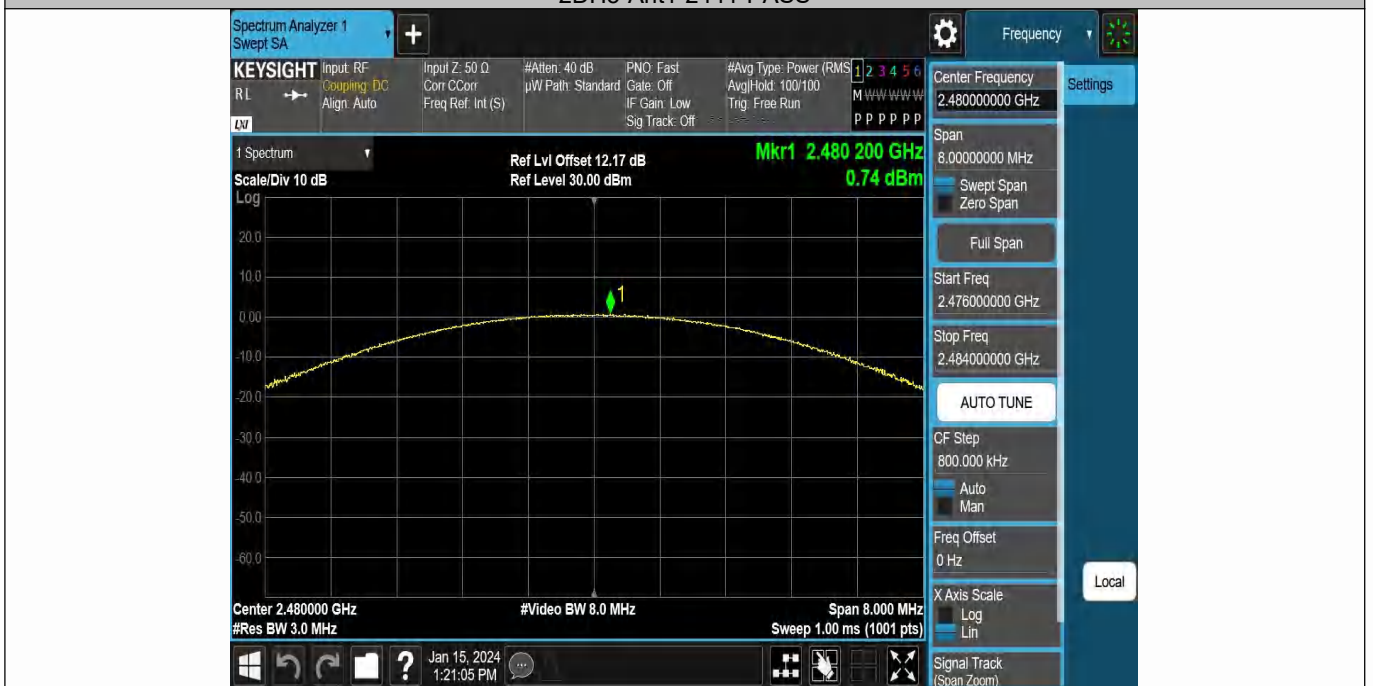 Spectrum Analyzer 1
Swept SA
+
Frequency
KEYSIGHT
RL
LXI
Input: RF
Coupling: DC
Align: Auto
Input Z: 50 Ω
Corr CCorr
Freq Ref: Int (S)
#Atten: 40 dB
µW Path: Standard
PNO: Fast
Gate: Off
IF Gain: Low
Sig Track: Off
#Avg Type: Power (RMS
Avg|Hold: 100/100
Trig: Free Run
1 2 3 4 5 6
M W W W W W
P P P P P P
1 Spectrum
Scale/Div 10 dB
Ref Lvl Offset 12.17 dB
Ref Level 30.00 dBm
Mkr1 2.480 200 GHz
0.74 dBm
Log
20.0
10.0
0.00
-10.0
-20.0
-30.0
-40.0
-50.0
-60.0
1
Center 2.480000 GHz
#Res BW 3.0 MHz
#Video BW 8.0 MHz
Span 8.000 MHz
Sweep 1.00 ms (1001 pts)
Center Frequency
2.480000000 GHz
Settings
Span
8.00000000 MHz
Swept Span
Zero Span
Full Span
Start Freq
2.476000000 GHz
Stop Freq
2.484000000 GHz
AUTO TUNE
CF Step
800.000 kHz
Auto
Man
Freq Offset
0 Hz
X Axis Scale
Log
Lin
Local
Signal Track
(Span Zoom)
?
Jan 15, 2024
1:21:05 PM